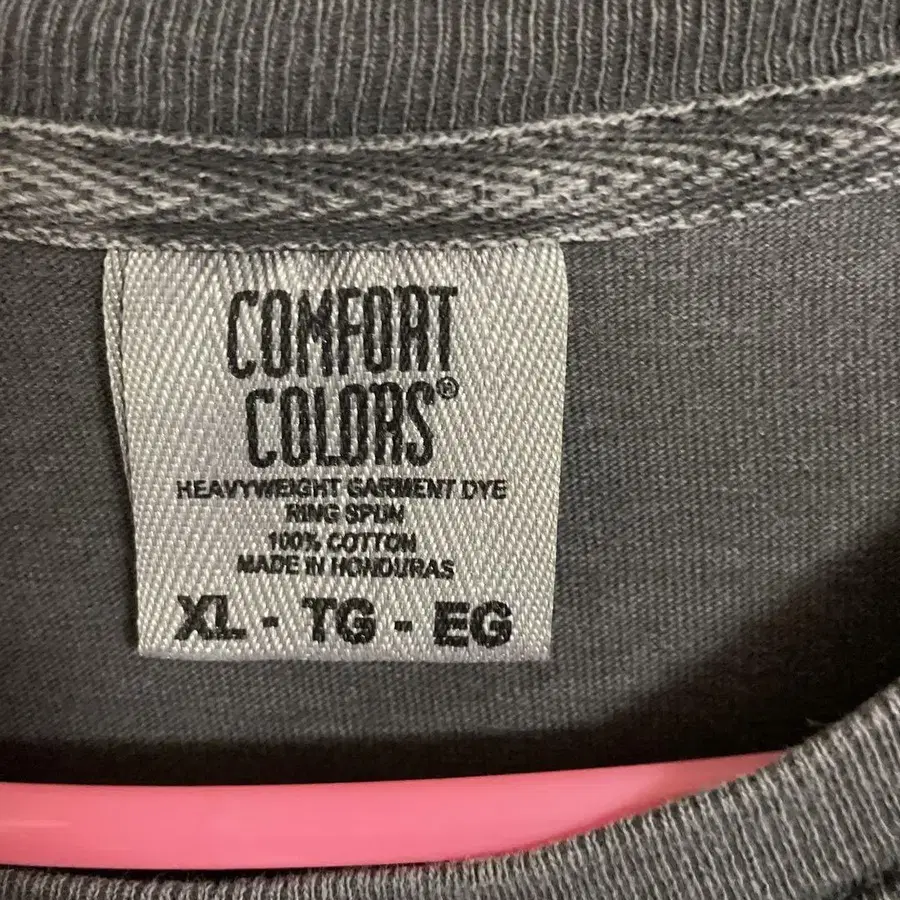 COMFORT
COLORS®
HEAVYWEIGHT GARMENT DYE
RING SPUN
100% COTTON
MADE IN HONDURAS
XL - TG - EG